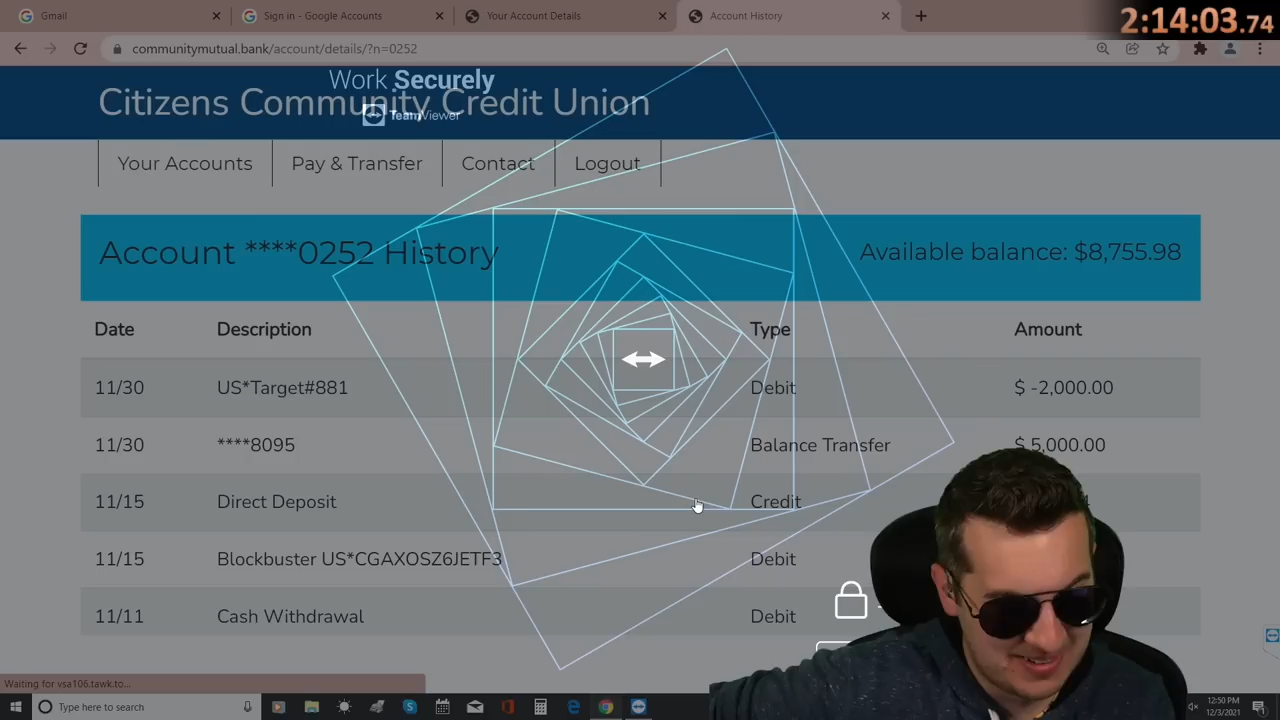 Gmail
Sign in - Google Accounts
Your Account Details
Account History
2:14:03.74
communitymutual.bank/account/details/?n=0252
Work Securely
TeamViewer
Citizens Community Credit Union
Your Accounts
Pay & Transfer
Contact
Logout
Account ****0252 History
Available balance: $8,755.98
Date Description Type Amount
11/30 US*Target#881 Debit $ -2,000.00
11/30 ****8095 Balance Transfer $ 5,000.00
11/15 Direct Deposit Credit
11/15 Blockbuster US*CGAXOSZ6JETF3 Debit
11/11 Cash Withdrawal Debit
Waiting for vsa106.tawk.to...
Type here to search
12:50 PM
12/3/2021